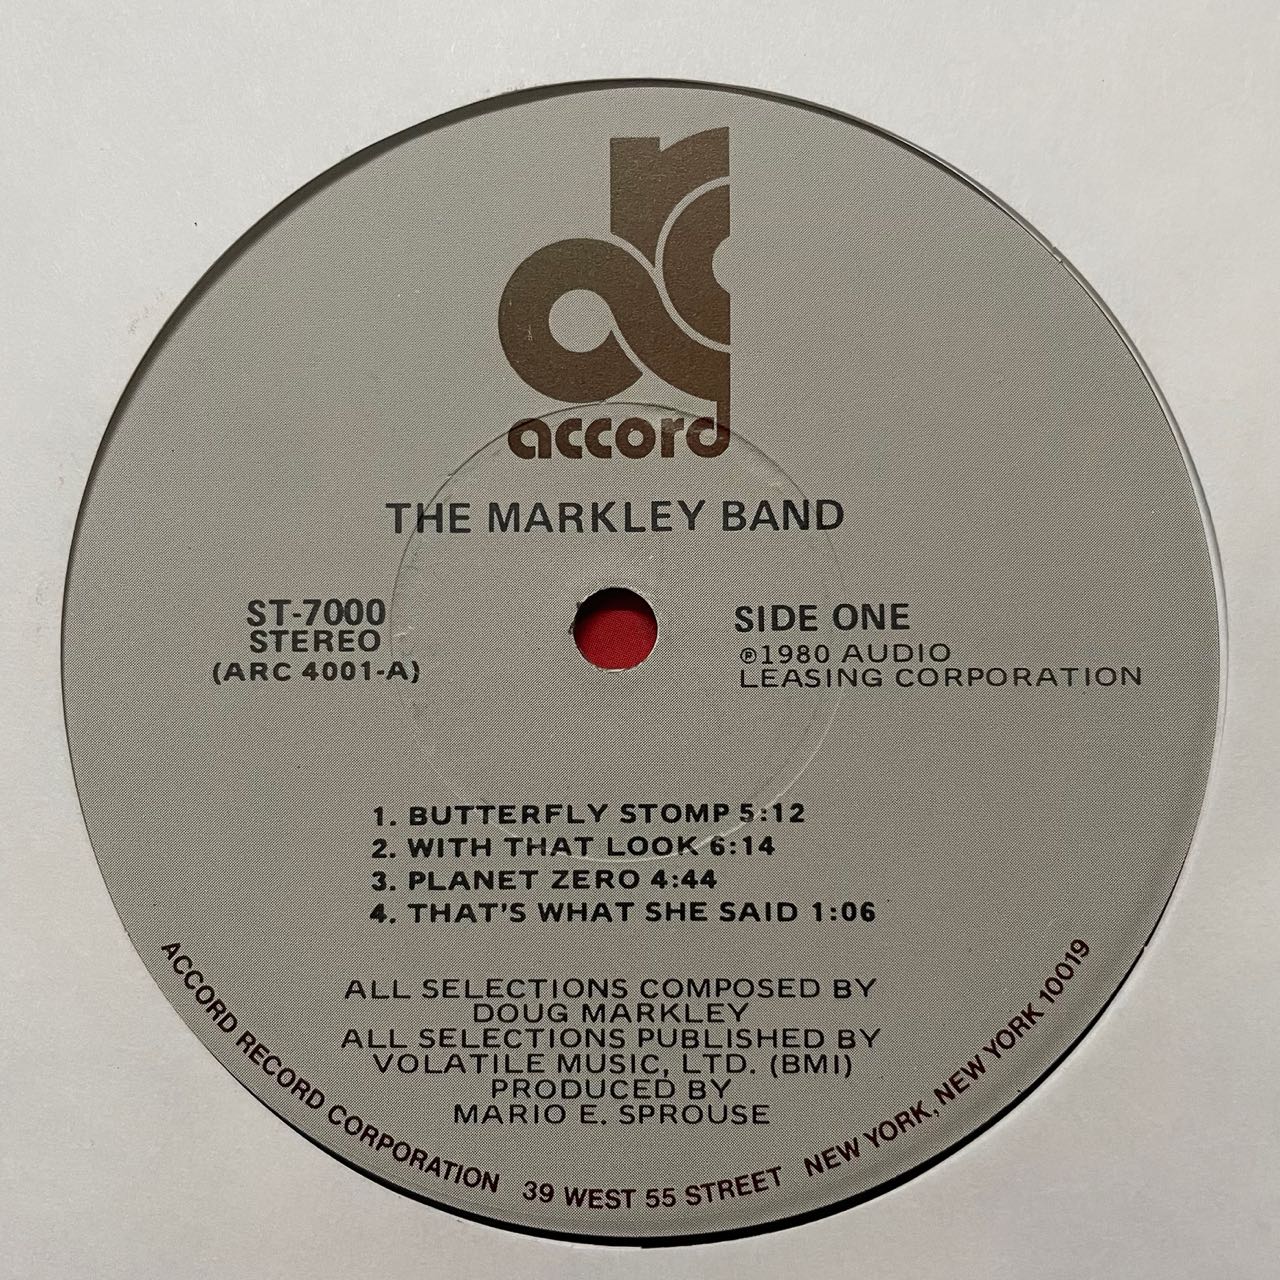 arc
accord
THE MARKLEY BAND
ST-7000
STEREO
(ARC 4001-A)
SIDE ONE
℗1980 AUDIO
LEASING CORPORATION
1. BUTTERFLY STOMP 5:12
2. WITH THAT LOOK 6:14
3. PLANET ZERO 4:44
4. THAT'S WHAT SHE SAID 1:06
ALL SELECTIONS COMPOSED BY
DOUG MARKLEY
ALL SELECTIONS PUBLISHED BY
VOLATILE MUSIC, LTD. (BMI)
PRODUCED BY
MARIO E. SPROUSE
ACCORD RECORD CORPORATION 39 WEST 55 STREET NEW YORK, NEW YORK 10019